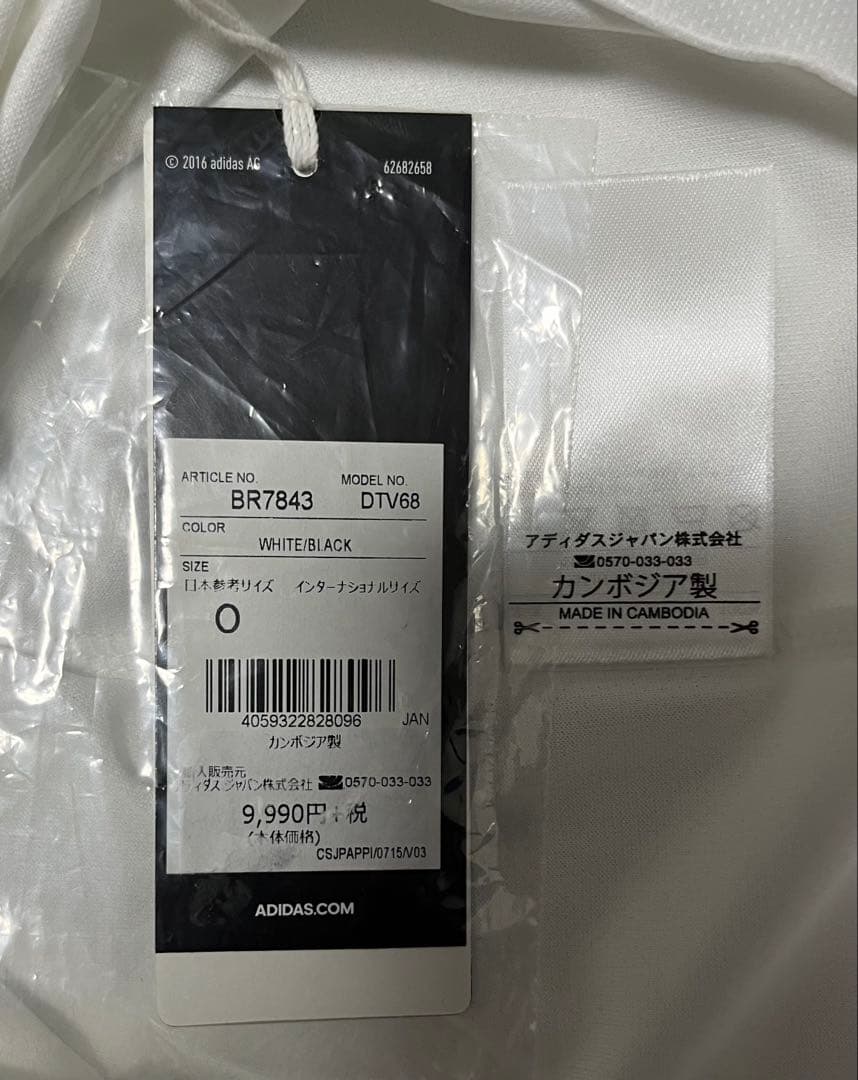 © 2016 adidas AG
62682658
ARTICLE NO. MODEL NO.
BR7843 DTV68
COLOR
WHITE/BLACK
SIZE
日本参考サイズ インターナショナルサイズ
O
4059322828096 JAN
カンボジア製
輸入販売元
アディダスジャパン株式会社 0570-033-033
9,990円+税
(本体価格)
CSJPAPPI/0715/V03
ADIDAS.COM
アディダスジャパン株式会社
0570-033-033
カンボジア製
MADE IN CAMBODIA